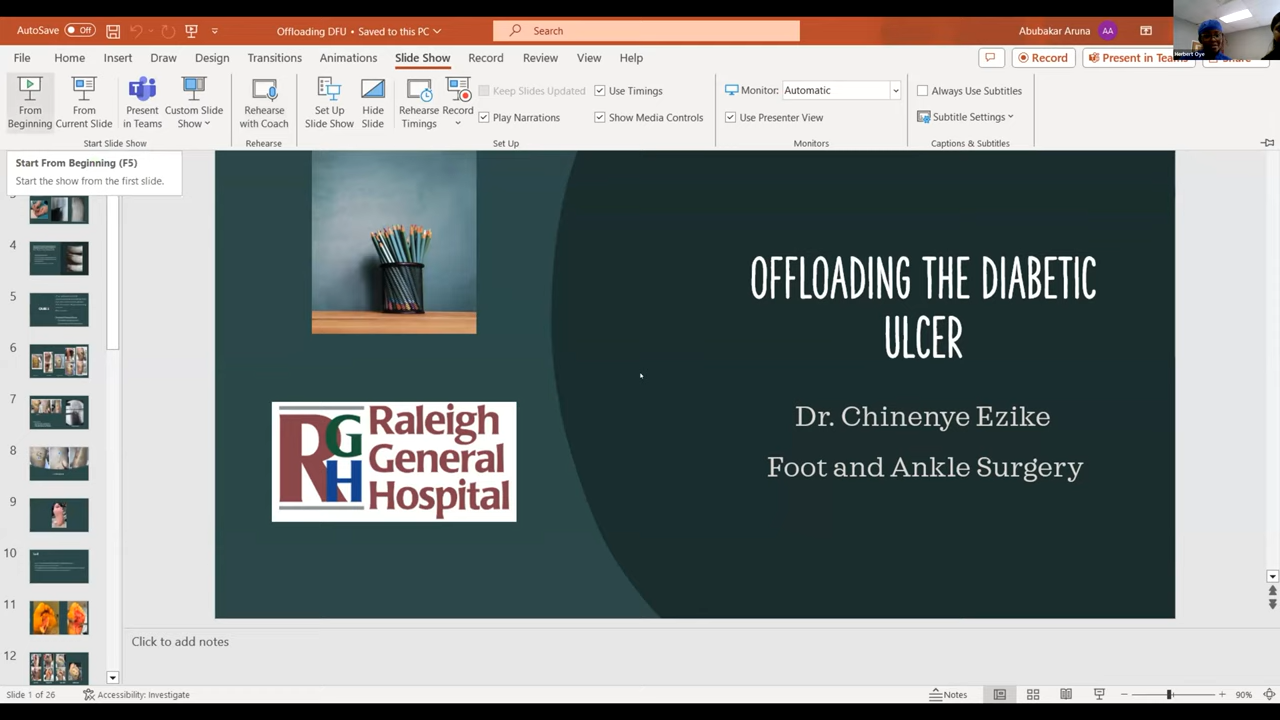 AutoSave Off
Offloading DFU • Saved to this PC
Search
Abubakar Aruna AA
Herbert Oye
File Home Insert Draw Design Transitions Animations Slide Show Record Review View Help
Record
Present in Teams
Share
From Beginning
From Current Slide
Present in Teams
Custom Slide Show
Start Slide Show
Rehearse with Coach
Rehearse
Set Up Slide Show
Hide Slide
Rehearse Timings
Record
Keep Slides Updated
Play Narrations
Use Timings
Show Media Controls
Set Up
Monitor: Automatic
Use Presenter View
Monitors
Always Use Subtitles
Subtitle Settings
Captions & Subtitles
Start From Beginning (F5)
Start the show from the first slide.
3
4
5
6
7
8
9
10
11
12
OFFLOADING THE DIABETIC
ULCER
Dr. Chinenye Ezike
Foot and Ankle Surgery
RGH
Raleigh
General
Hospital
Click to add notes
Slide 1 of 26
Accessibility: Investigate
Notes
90%